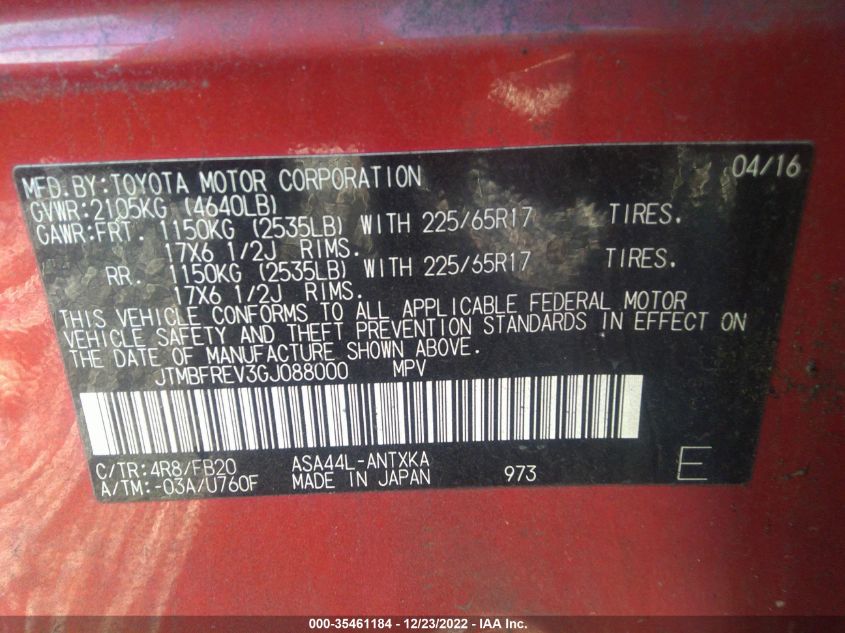 MFD.BY:TOYOTA MOTOR CORPORATION 04/16
GVWR:2105KG (4640LB)
GAWR:FRT. 1150KG (2535LB) WITH 225/65R17 TIRES.
17X6 1/2J RIMS.
RR. 1150KG (2535LB) WITH 225/65R17 TIRES.
17X6 1/2J RIMS.
THIS VEHICLE CONFORMS TO ALL APPLICABLE FEDERAL MOTOR
VEHICLE SAFETY AND THEFT PREVENTION STANDARDS IN EFFECT ON
THE DATE OF MANUFACTURE SHOWN ABOVE.
JTMBFREV3GJ088000 MPV
C/TR:4R8/FB20 ASA44L-ANTXKA
A/TM:-03A/U760F MADE IN JAPAN 973 E
000-35461184 - 12/23/2022 - IAA Inc.